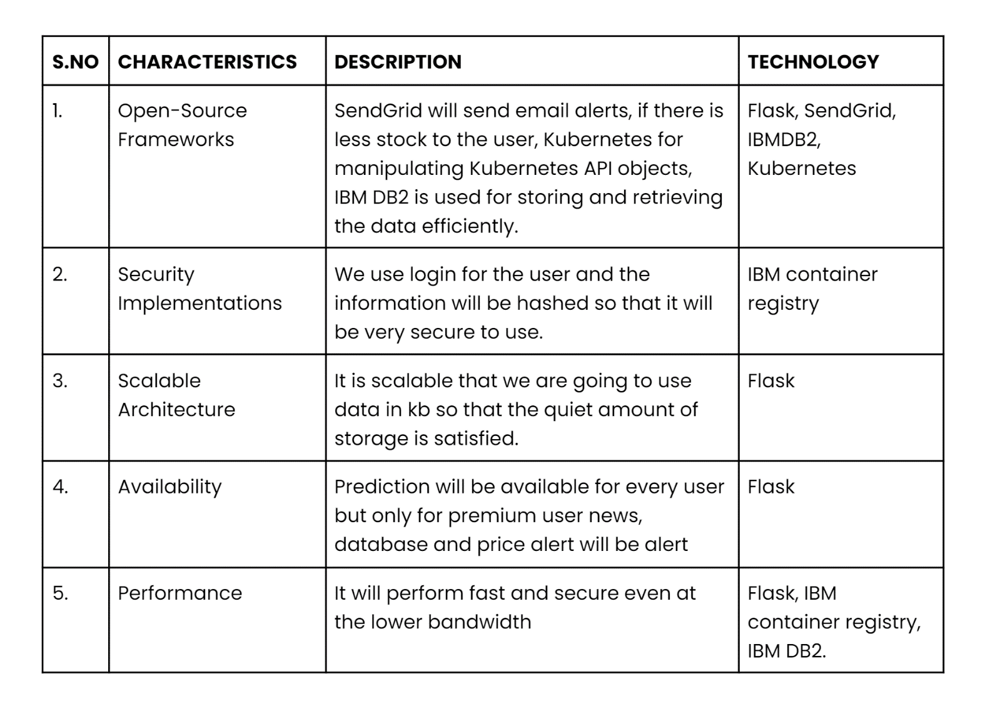 S.NO CHARACTERISTICS DESCRIPTION TECHNOLOGY
1.
Open-Source
Frameworks
SendGrid will send email alerts, if there is
less stock to the user, Kubernetes for
manipulating Kubernetes API objects,
IBM DB2 is used for storing and retrieving
the data efficiently.
Flask, SendGrid,
IBMDB2,
Kubernetes
2.
Security
Implementations
We use login for the user and the
information will be hashed so that it will
be very secure to use.
IBM container
registry
3.
Scalable
Architecture
It is scalable that we are going to use
data in kb so that the quiet amount of
storage is satisfied.
Flask
4.
Availability
Prediction will be available for every user
but only for premium user news,
database and price alert will be alert
Flask
5.
Performance
It will perform fast and secure even at
the lower bandwidth
Flask, IBM
container registry,
IBM DB2.